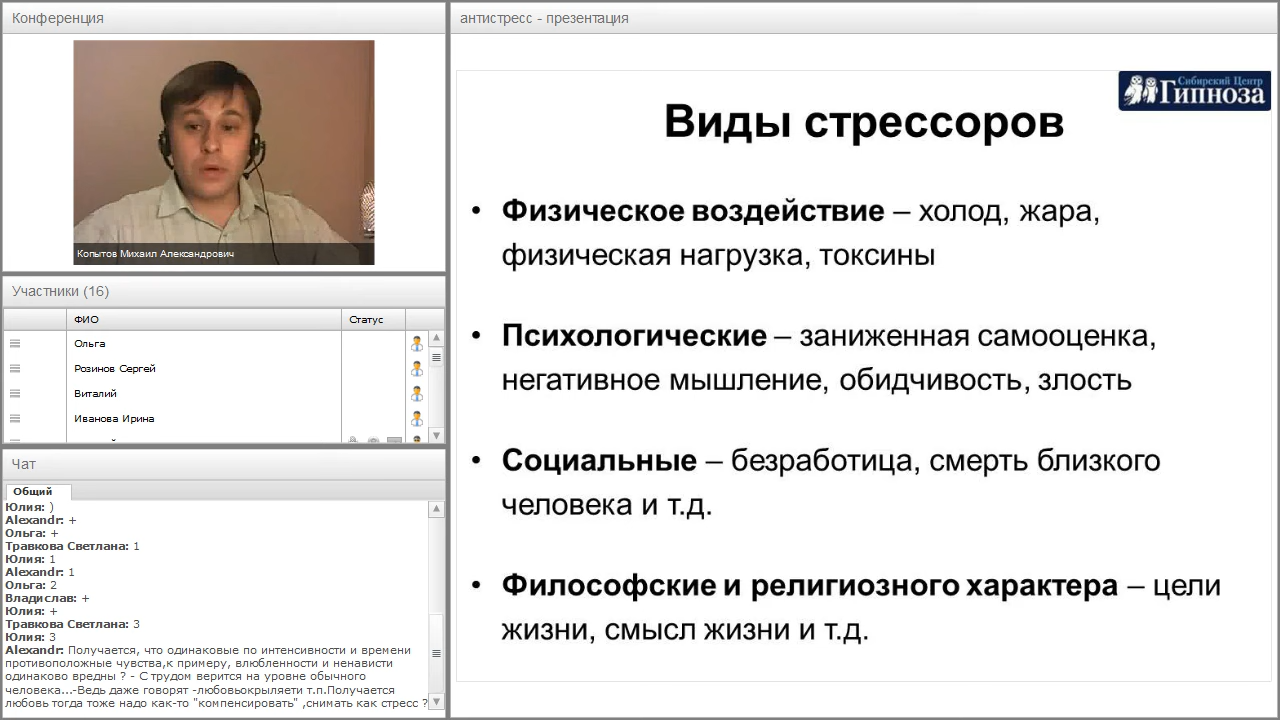 Конференция
Копытов Михаил Александрович
Участники (16)
ФИО Статус
Ольга
Розинов Сергей
Виталий
Иванова Ирина
Чат
Общий
Юлия: )
Alexandr: +
Ольга: +
Травкова Светлана: 1
Юлия: 1
Alexandr: 1
Ольга: 2
Владислав: +
Юлия: +
Травкова Светлана: 3
Юлия: 3
Alexandr: Получается, что одинаковые по интенсивности и времени
противоположные чувства,к примеру, влюбленности и ненависти
одинаково вредны ? - С трудом верится на уровне обычного
человека...-Ведь даже говорят -любовьокрыляети т.п.Получается
любовь тогда тоже надо как то "компенсировать" ,снимать как стресс ?
антистресс - презентация
Сибирский Центр
Гипноза
Виды стрессоров
• Физическое воздействие – холод, жара,
физическая нагрузка, токсины
• Психологические – заниженная самооценка,
негативное мышление, обидчивость, злость
• Социальные – безработица, смерть близкого
человека и т.д.
• Философские и религиозного характера – цели
жизни, смысл жизни и т.д.